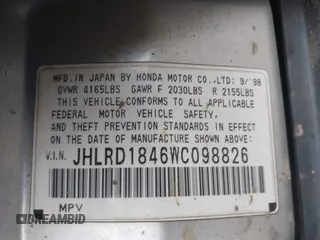 MFD. IN JAPAN BY HONDA MOTOR CO.,LTD. 9/'98
GVWR 4165LBS GAWR F 2030LBS R 2155LBS
THIS VEHICLE CONFORMS TO ALL APPLICABLE
FEDERAL MOTOR VEHICLE SAFETY,
AND THEFT PREVENTION STANDARDS IN EFFECT
ON THE DATE OF MANUFACTURE SHOWN ABOVE:
V.I.N. JHLRD1846WC098826
MPV
DREAMBID